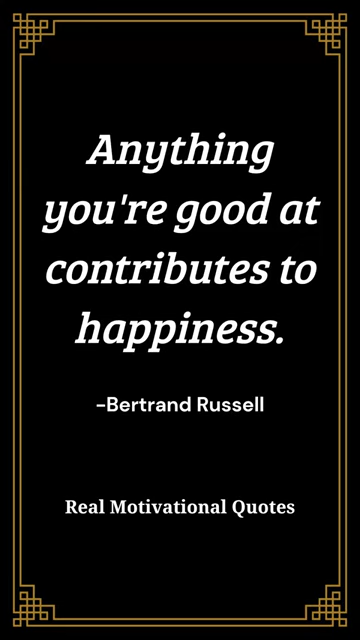 Anything
you're good at
contributes to
happiness.
-Bertrand Russell
Real Motivational Quotes